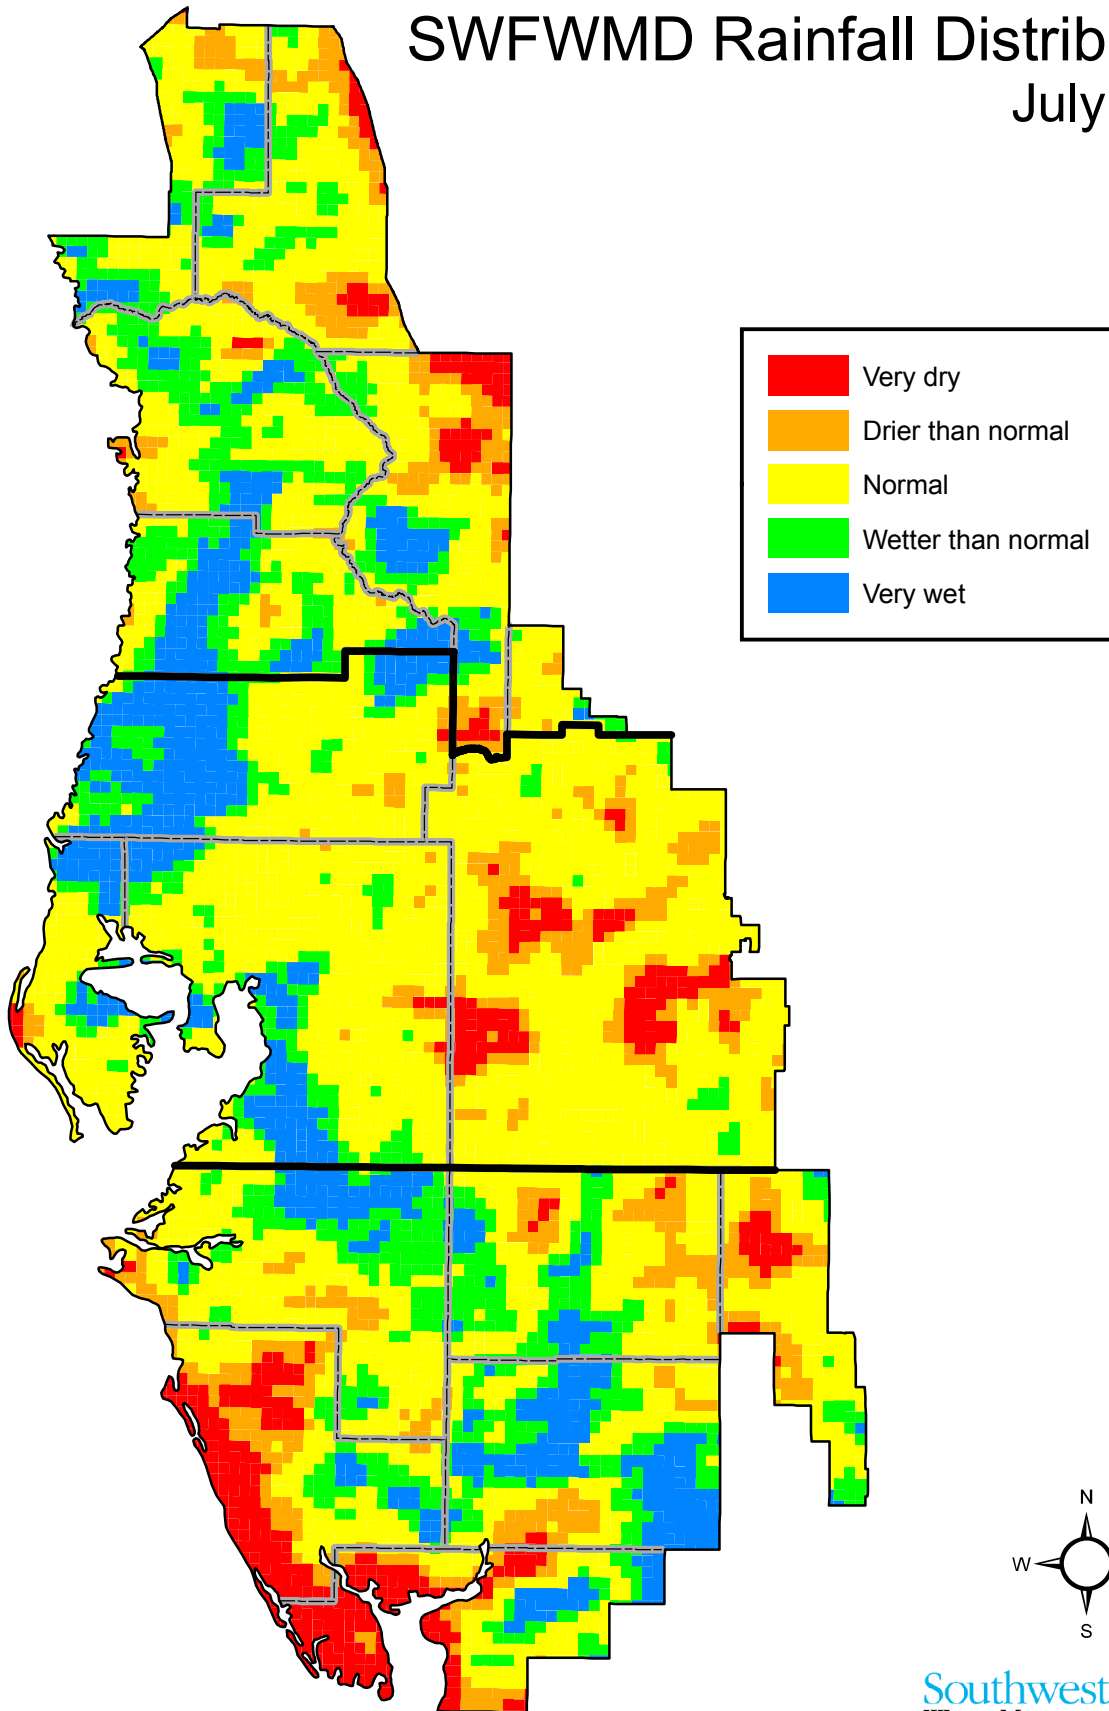 SWFWMD Rainfall Distrib
July
Very dry
Drier than normal
Normal
Wetter than normal
Very wet
N
W
S
Southwest